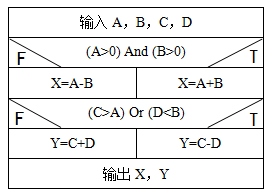 输入 A，B，C，D
(A>0) And (B>0)
F
T
X=A-B
X=A+B
(C>A) Or (D<B)
F
T
Y=C+D
Y=C-D
输出 X，Y